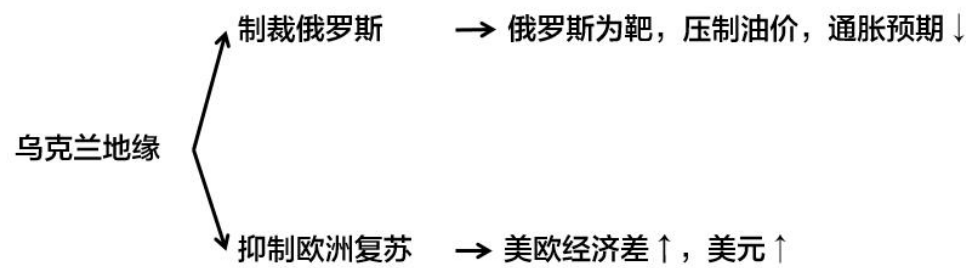 制裁俄罗斯 → 俄罗斯为靶，压制油价，通胀预期↓
乌克兰地缘
抑制欧洲复苏 → 美欧经济差↑，美元↑